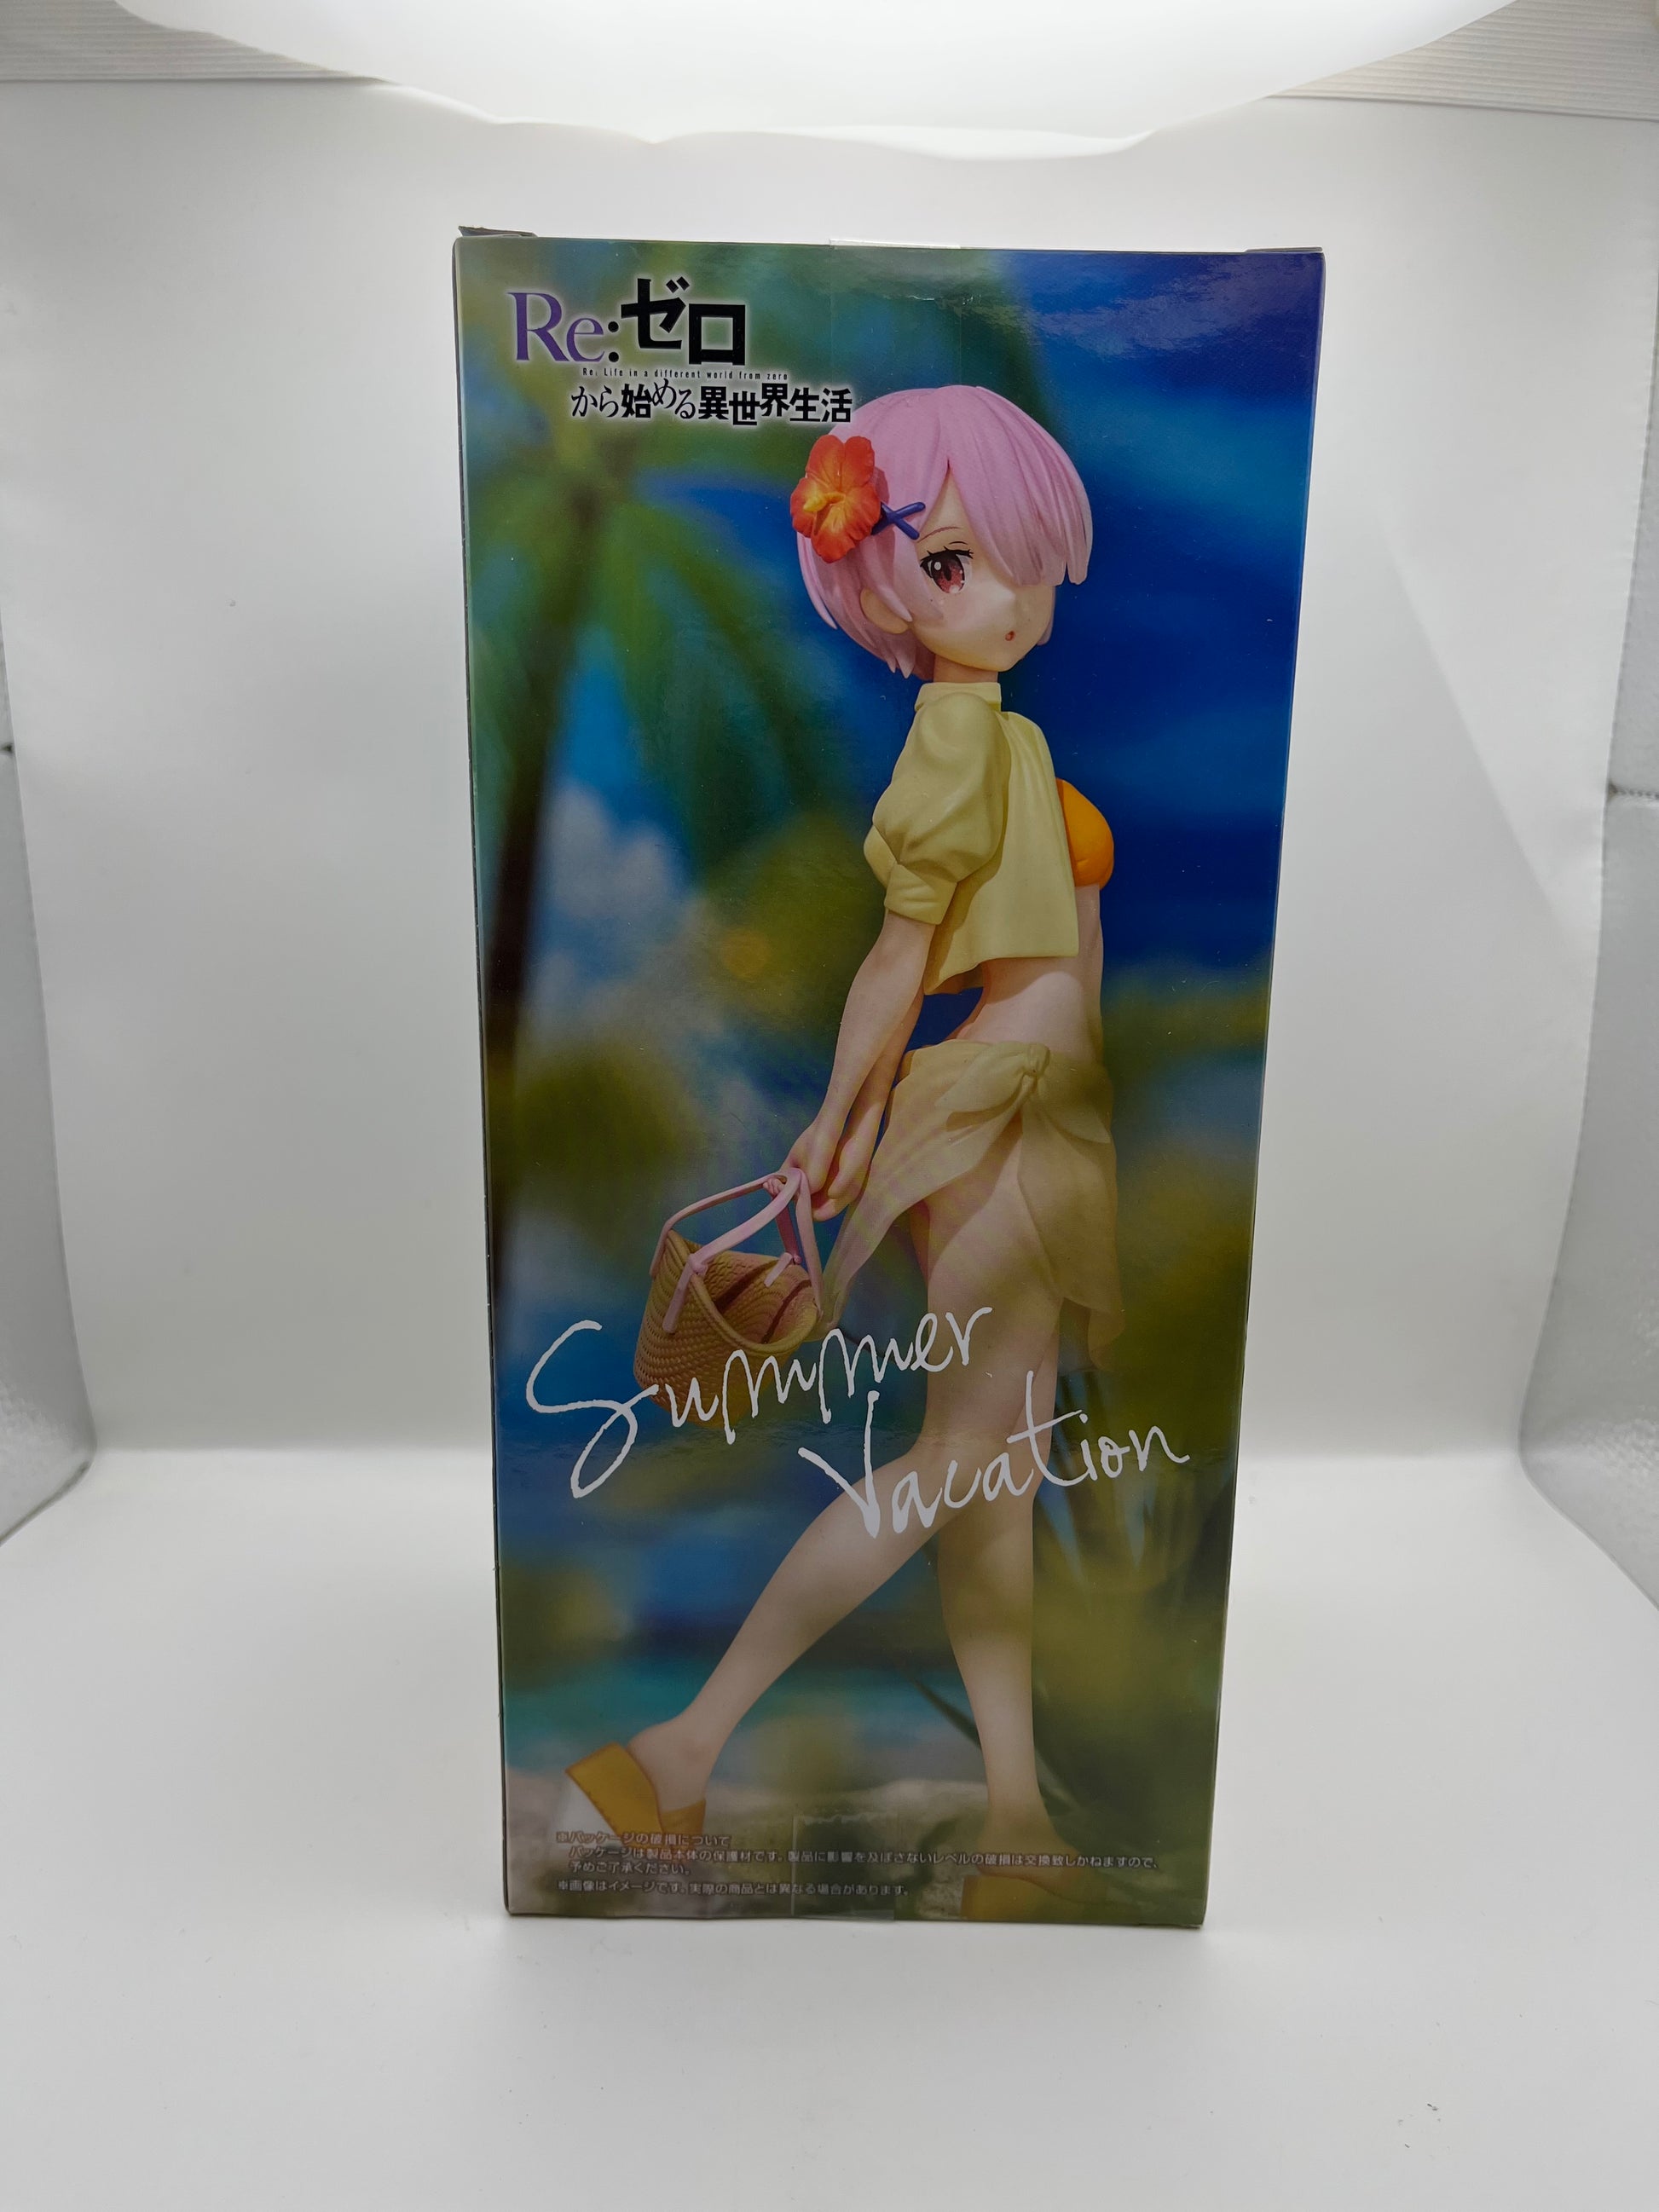 Re:ゼロ
Re: Life in a different world from zero
から始める異世界生活
Summer
Vacation
※パッケージの破損について
パッケージは製品本体の保護材です。製品に影響を及ぼさないレベルの破損は交換致しかねますので、
予めご了承ください。
※画像はイメージです。実際の商品とは異なる場合があります。